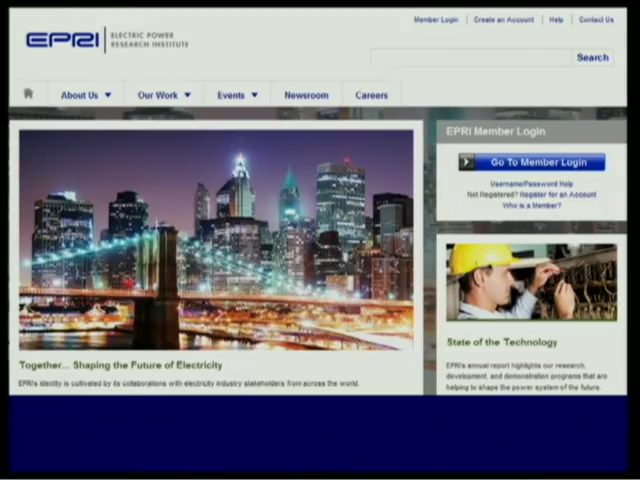 Member Login
Create an Account
Help
Contact Us
EPRI
ELECTRIC POWER
RESEARCH INSTITUTE
Search
About Us
Our Work
Events
Newsroom
Careers
EPRI Member Login
Go To Member Login
Username/Password Help
Not Registered? Register for an Account
Who is a Member?
Together... Shaping the Future of Electricity
EPRI's identity is cultivated by its collaborations with electricity industry stakeholders from across the world.
State of the Technology
EPRI's annual report highlights our research,
development, and demonstration programs that are
helping to shape the power system of the future.